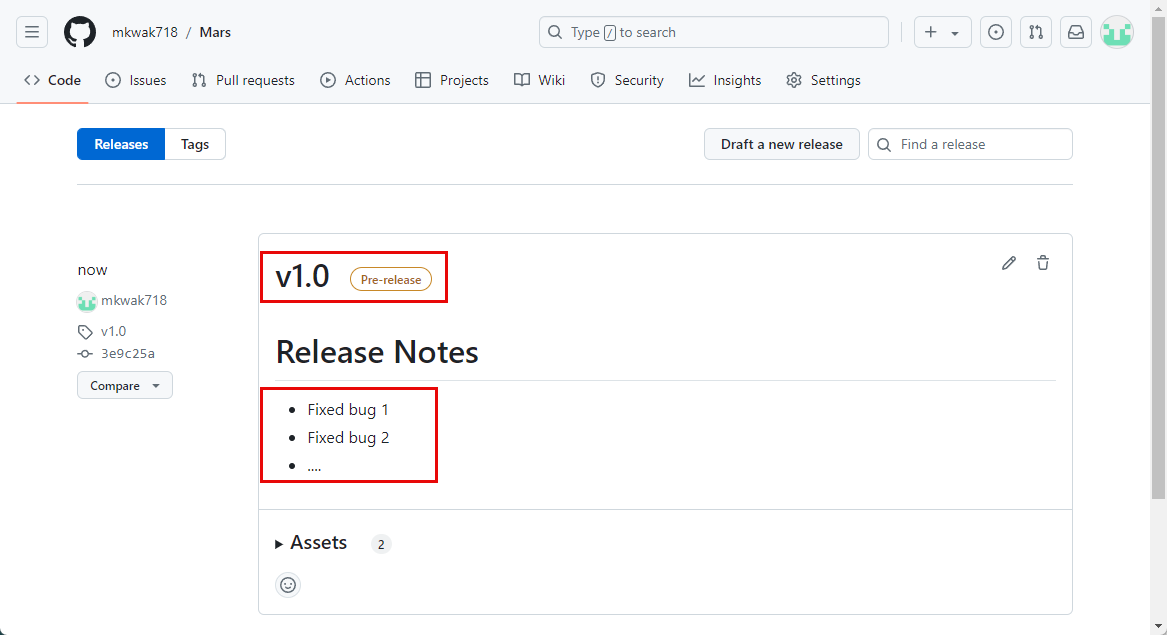 mkwak718 / Mars
Type / to search
Code Issues Pull requests Actions Projects Wiki Security Insights Settings
Releases Tags
Draft a new release
Find a release
now
mkwak718
v1.0
3e9c25a
Compare
v1.0 Pre-release
Release Notes
Fixed bug 1
Fixed bug 2
....
Assets 2